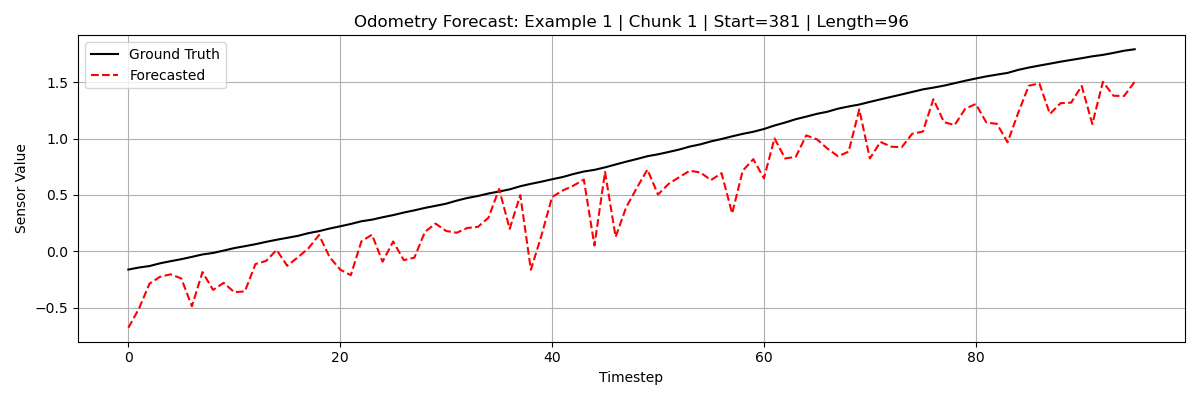 Odometry Forecast: Example 1 | Chunk 1 | Start=381 | Length=96
Ground Truth
Forecasted
Sensor Value
1.5
1.0
0.5
0.0
−0.5
0 20 40 60 80
Timestep